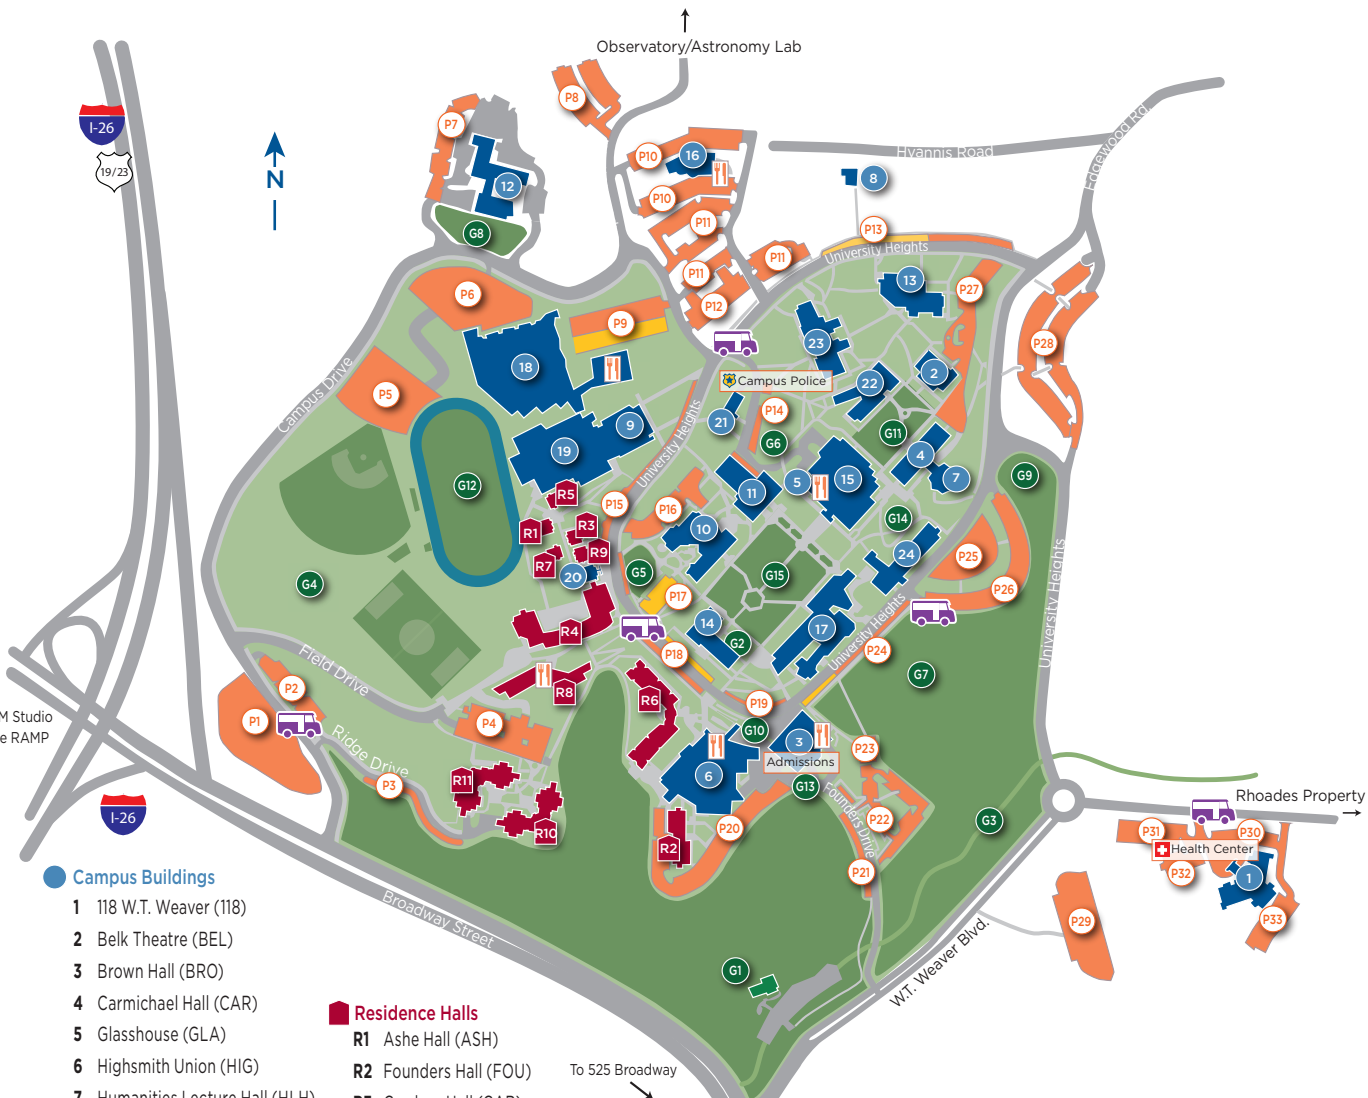 Observatory/Astronomy Lab
P8
I-26
P7
19/23
N
P10
16
Hyannis Road
Edgewood Rd.
12
8
P10
G8
P11
P13
University Heights
P11
P11
13
P6
P12
P27
P9
23
P28
18
Campus Police
2
22
Campus Drive
P5
P14
21
9
G11
University Heights
G6
19
4
G12
5
15
7
G9
R5
11
P15
P16
G14
R1
R3
10
R9
24
P25
R7
20
G5
G15
G4
P26
P17
University Heights
R4
14
17
G2
University Heights
P18
P24
Field Drive
G7
P2
R8
R6
P19
M Studio
P1
P4
G10
e RAMP
3
P23
Ridge Drive
Admissions
R11
6
P3
G13
Rhoades Property
I-26
Founders Drive
P22
G3
P20
R10
P31
P30
R2
Health Center
P21
P32
1
Broadway Street
P29
P33
G1
W.T. Weaver Blvd.
To 525 Broadway
Campus Buildings
1 118 W.T. Weaver (118)
2 Belk Theatre (BEL)
3 Brown Hall (BRO)
4 Carmichael Hall (CAR)
5 Glasshouse (GLA)
6 Highsmith Union (HIG)
7 Humanities Lecture Hall (HLH)
Residence Halls
R1 Ashe Hall (ASH)
R2 Founders Hall (FOU)